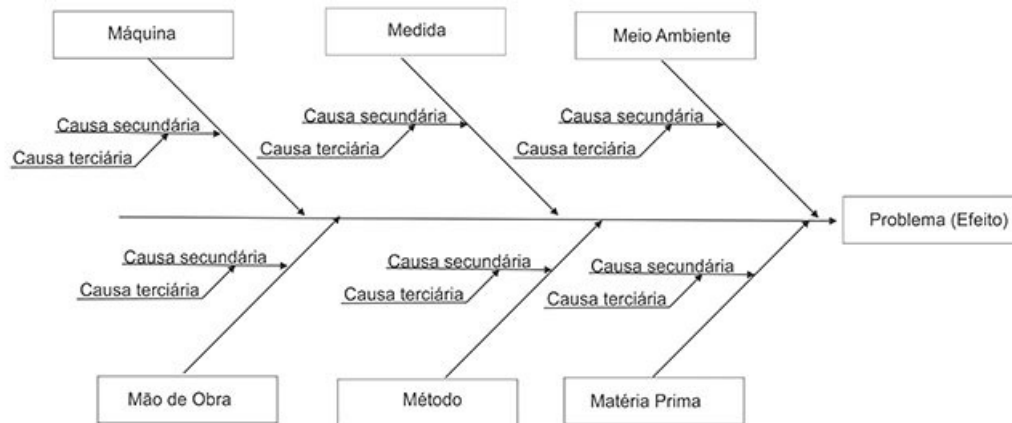 Máquina
Medida
Meio Ambiente
Causa secundária
Causa terciária
Causa secundária
Causa terciária
Causa secundária
Causa terciária
Problema (Efeito)
Causa secundária
Causa terciária
Causa secundária
Causa terciária
Causa secundária
Causa terciária
Mão de Obra
Método
Matéria Prima